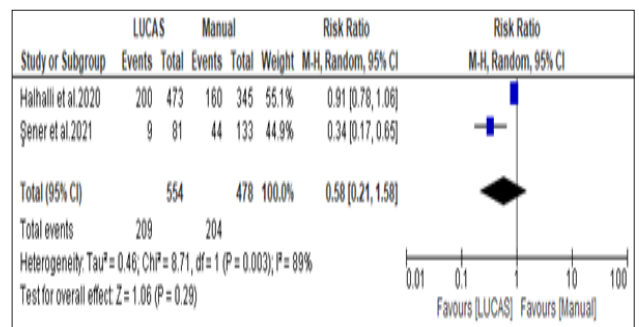 LUCAS Manual Risk Ratio Risk Ratio
Study or Subgroup Events Total Events Total Weight M-H, Random, 95% CI M-H, Random, 95% CI
Halhalli et al.2020 200 473 160 345 55.1% 0.91 [0.78, 1.06]
Şener et al.2021 9 81 44 133 44.9% 0.34 [0.17, 0.65]
Total (95% CI) 554 478 100.0% 0.58 [0.21, 1.58]
Total events 209 204
Heterogeneity: Tau² = 0.46; Chi² = 8.71, df = 1 (P = 0.003); I² = 89%
Test for overall effect: Z = 1.06 (P = 0.29)
0.01 0.1 1 10 100
Favours [LUCAS] Favours [Manual]